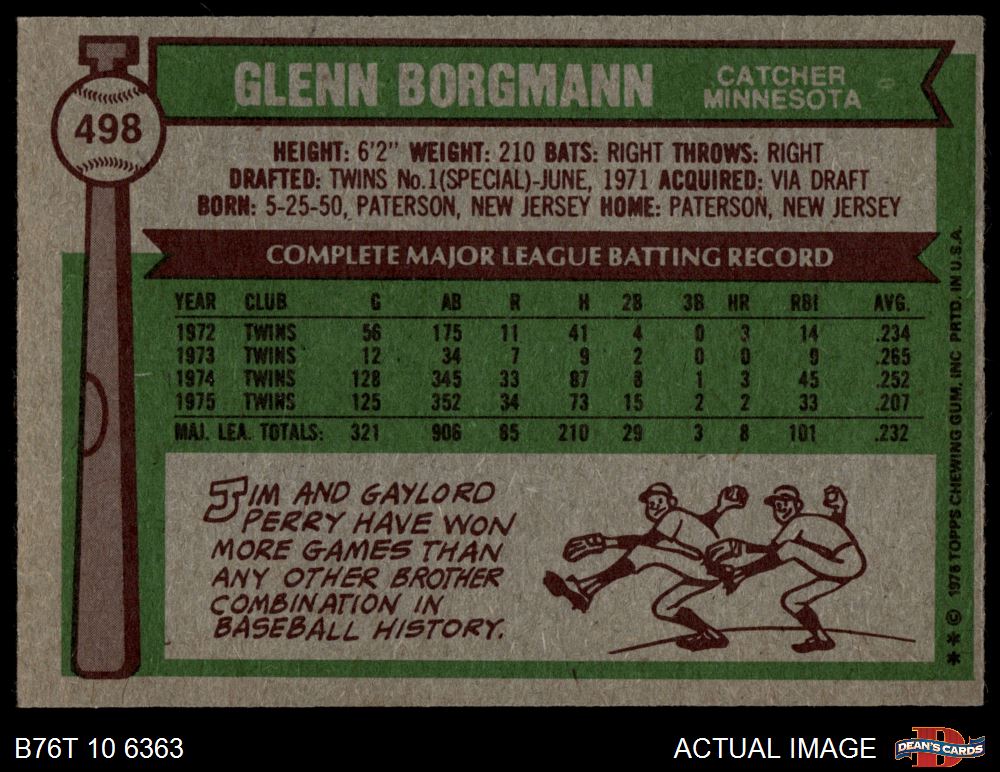 498
GLENN BORGMANN
CATCHER
MINNESOTA
HEIGHT: 6'2" WEIGHT: 210 BATS: RIGHT THROWS: RIGHT
DRAFTED: TWINS No.1(SPECIAL)-JUNE, 1971 ACQUIRED: VIA DRAFT
BORN: 5-25-50, PATERSON, NEW JERSEY HOME: PATERSON, NEW JERSEY
COMPLETE MAJOR LEAGUE BATTING RECORD
YEAR CLUB G AB R H 2B 3B HR RBI AVG.
1972 TWINS 56 175 11 41 4 0 3 14 .234
1973 TWINS 12 34 7 9 2 0 0 9 .265
1974 TWINS 128 345 33 87 8 1 3 45 .252
1975 TWINS 125 352 34 73 15 2 2 33 .207
MAJ. LEA. TOTALS: 321 906 85 210 29 3 8 101 .232
JIM AND GAYLORD
PERRY HAVE WON
MORE GAMES THAN
ANY OTHER BROTHER
COMBINATION IN
BASEBALL HISTORY.
** © 1976 TOPPS CHEWING GUM, INC PRTD. IN U.S.A.
B76T 10 6363
ACTUAL IMAGE
D
DEAN'S CARDS